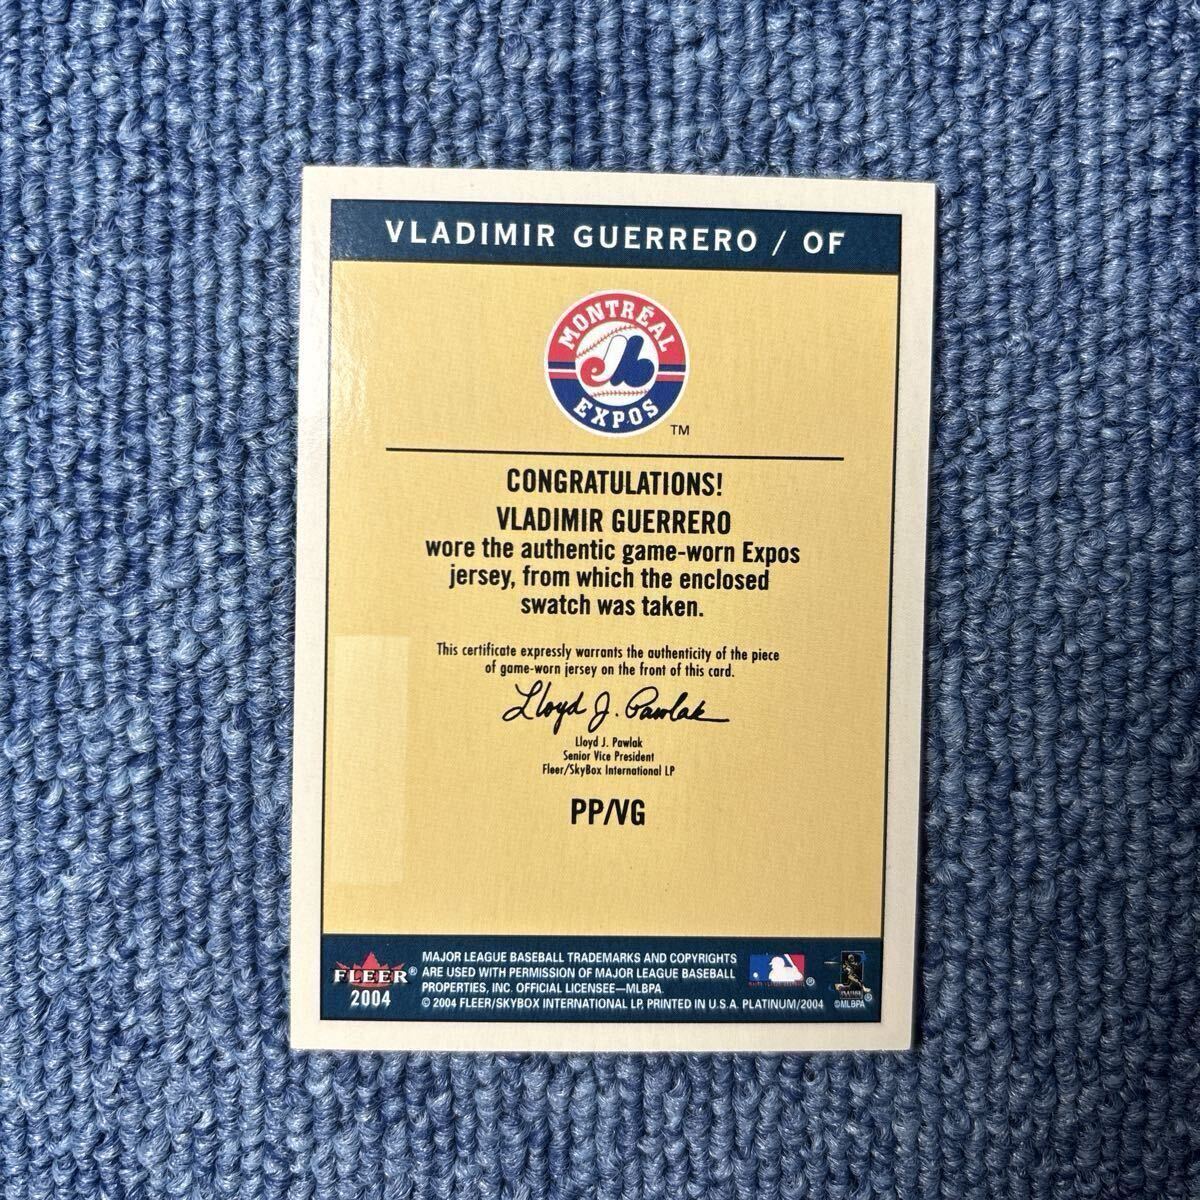 VLADIMIR GUERRERO / OF
MONTRÉAL
EXPOS
TM
CONGRATULATIONS!
VLADIMIR GUERRERO
wore the authentic game-worn Expos
jersey, from which the enclosed
swatch was taken.
This certificate expressly warrants the authenticity of the piece
of game-worn jersey on the front of this card.
Lloyd J. Pawlak
Lloyd J. Pawlak
Senior Vice President
Fleer/SkyBox International LP
PP/VG
FLEER®
2004
MAJOR LEAGUE BASEBALL TRADEMARKS AND COPYRIGHTS
ARE USED WITH PERMISSION OF MAJOR LEAGUE BASEBALL
PROPERTIES, INC. OFFICIAL LICENSEE—MLBPA
© 2004 FLEER/SKYBOX INTERNATIONAL LP, PRINTED IN U.S.A. PLATINUM/2004
®
®
©MLBPA